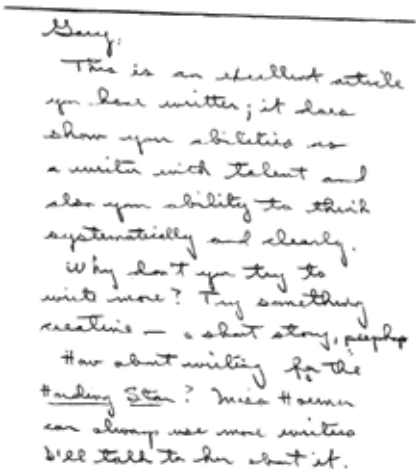 Gary,
This is an excellent article
you have written; it does
show your abilities as
a writer with talent and
also your ability to think
systematically and clearly.
Why don't you try to
write more? Try something
creative — a short story, perhaps
How about writing for the
Harding Star? Miss
can always use more writers
I'll talk to her about it.